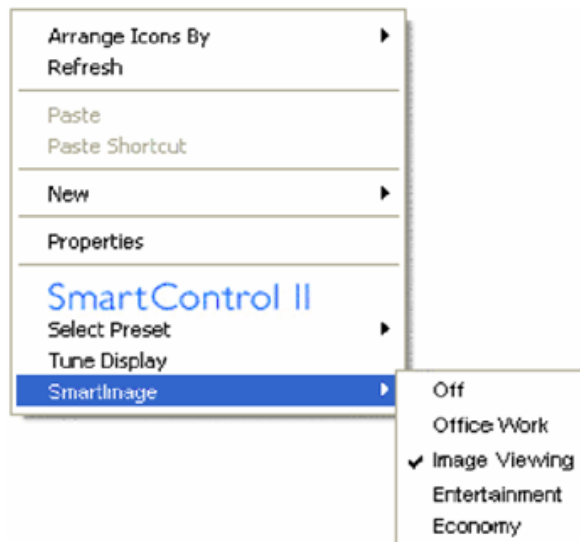 Arrange Icons By
Refresh
Paste
Paste Shortcut
New
Properties
SmartControl II
Select Preset
Tune Display
SmartImage
Off
Office Work
Image Viewing
Entertainment
Economy